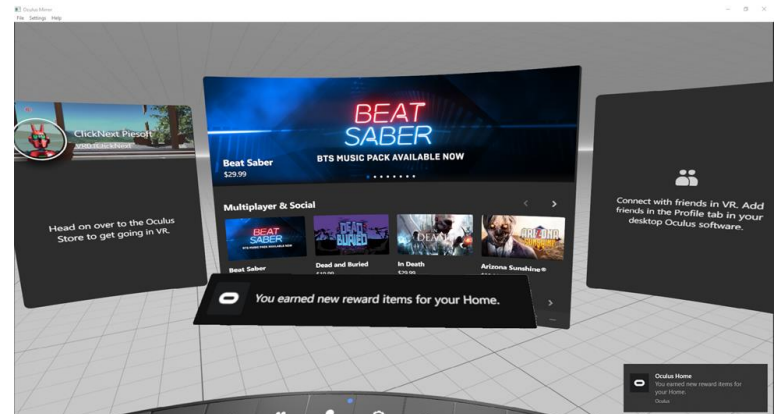 Oculus Mirror
File Settings Help
ClickNext Piesoft
Head on over to the Oculus
Store to get going in VR.
BEAT
SABER
BTS MUSIC PACK AVAILABLE NOW
Beat Saber
$29.99
Multiplayer & Social
BEAT
SABER
DEAD
BURIED
ARIZONA
SUNSHINE
Beat Saber
Dead and Buried
In Death
$29.99
Arizona Sunshine®
You earned new reward items for your Home.
Connect with friends in VR. Add
friends in the Profile tab in your
desktop Oculus software.
Oculus Home
You earned new reward items for
your Home.
Oculus